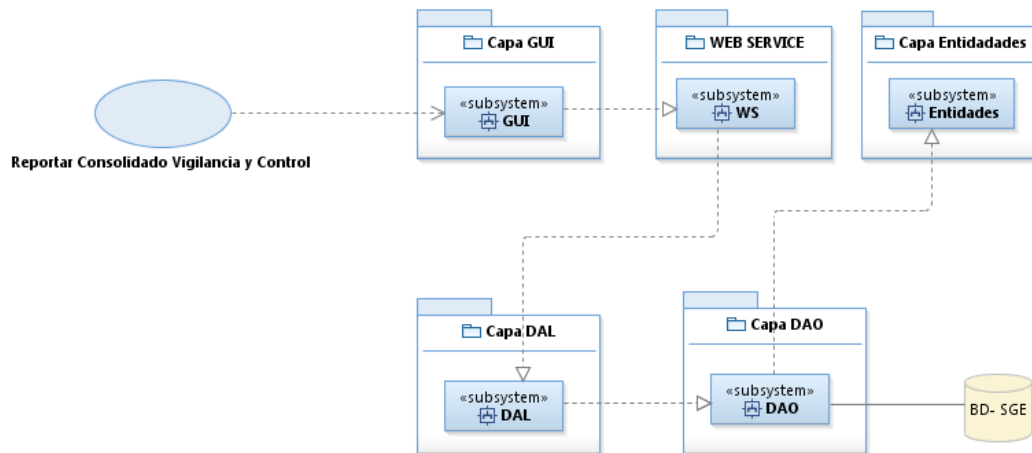 Capa GUI
WEB SERVICE
Capa Entidadades
«subsystem»
GUI
«subsystem»
WS
«subsystem»
Entidades
Reportar Consolidado Vigilancia y Control
Capa DAL
Capa DAO
«subsystem»
DAL
«subsystem»
DAO
BD- SGE